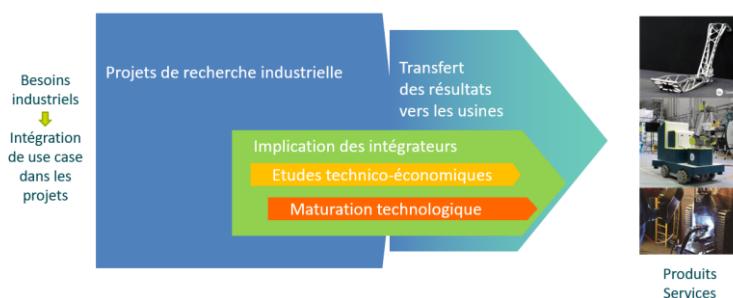 Besoins
industriels
Intégration
de use case
dans les
projets
Projets de recherche industrielle
Transfert
des résultats
vers les usines
Implication des intégrateurs
Etudes technico-économiques
Maturation technologique
Produits
Services